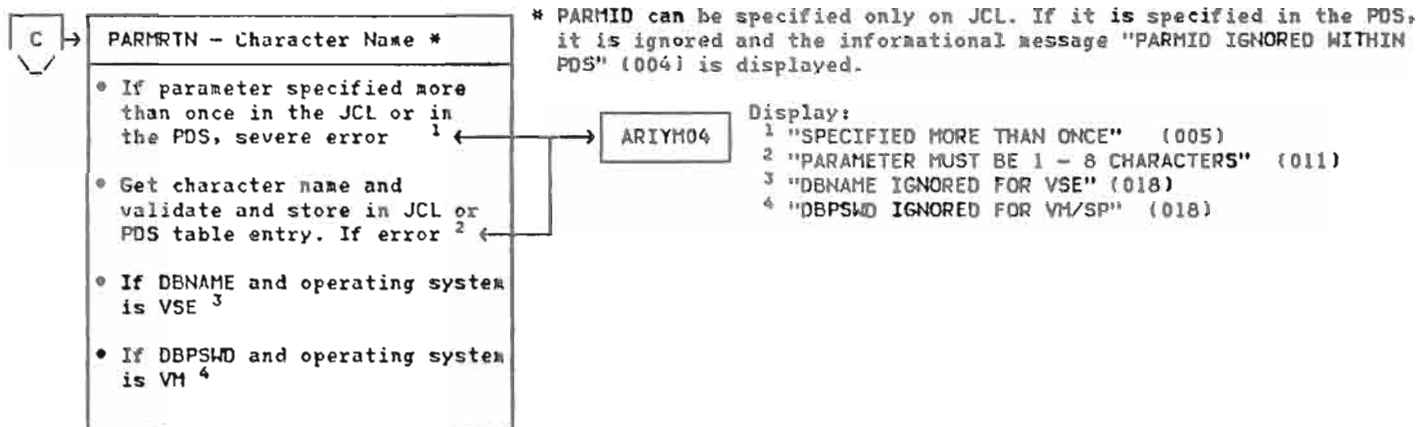 C
PARMRTN - Character Name *
* PARMID can be specified only on JCL. If it is specified in the PDS,
it is ignored and the informational message "PARMID IGNORED WITHIN
PDS" (004) is displayed.
• If parameter specified more
than once in the JCL or in
the PDS, severe error 1
• Get character name and
validate and store in JCL or
PDS table entry. If error 2
• If DBNAME and operating system
is VSE 3
• If DBPSWD and operating system
is VM 4
ARIYM04
Display:
1 "SPECIFIED MORE THAN ONCE" (005)
2 "PARAMETER MUST BE 1 - 8 CHARACTERS" (011)
3 "DBNAME IGNORED FOR VSE" (018)
4 "DBPSWD IGNORED FOR VM/SP" (018)